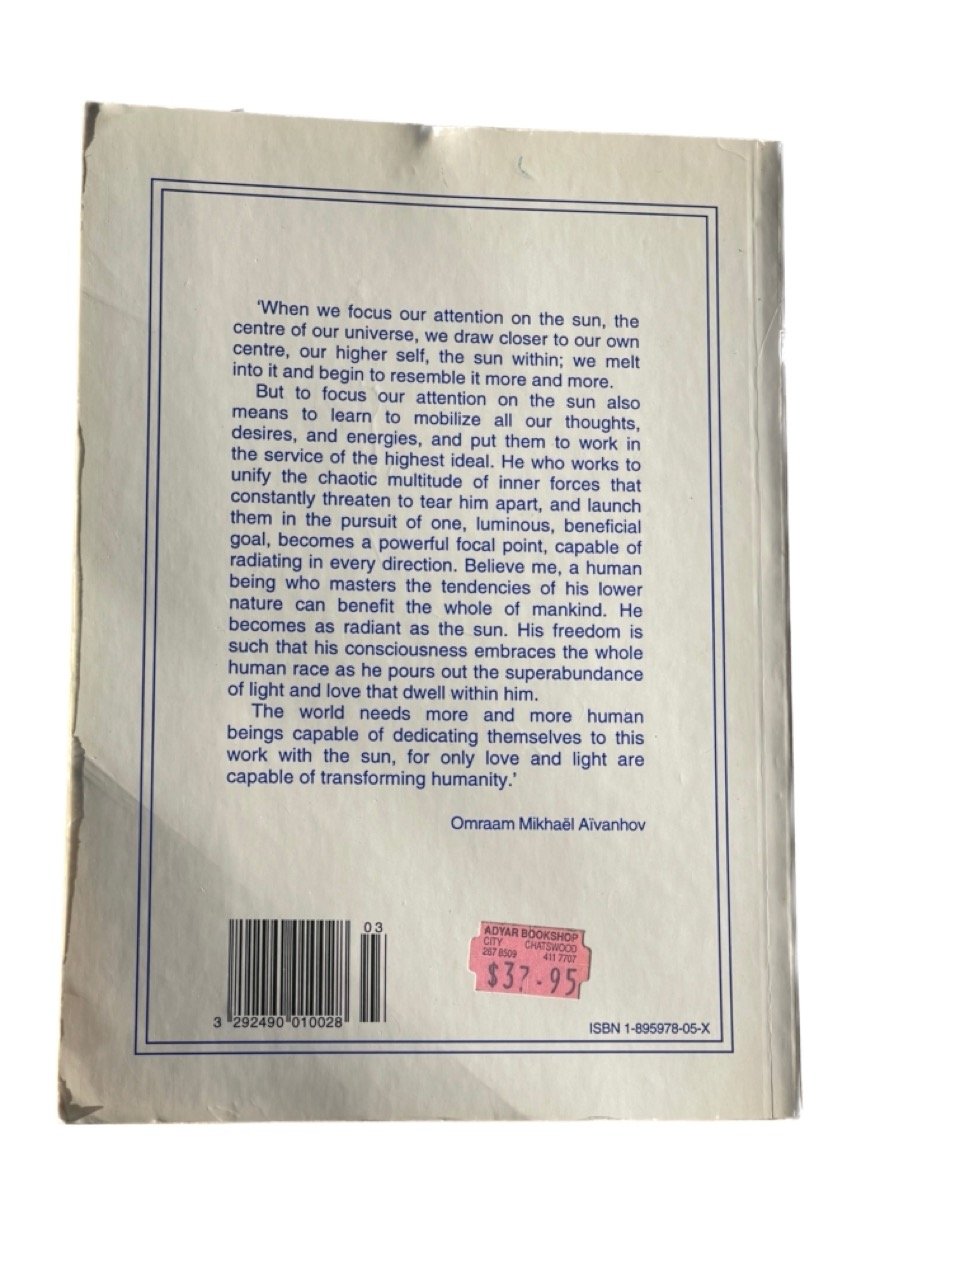 'When we focus our attention on the sun, the
centre of our universe, we draw closer to our own
centre, our higher self, the sun within; we melt
into it and begin to resemble it more and more.
But to focus our attention on the sun also
means to learn to mobilize all our thoughts,
desires, and energies, and put them to work in
the service of the highest ideal. He who works to
unify the chaotic multitude of inner forces that
constantly threaten to tear him apart, and launch
them in the pursuit of one, luminous, beneficial
goal, becomes a powerful focal point, capable of
radiating in every direction. Believe me, a human
being who masters the tendencies of his lower
nature can benefit the whole of mankind. He
becomes as radiant as the sun. His freedom is
such that his consciousness embraces the whole
human race as he pours out the superabundance
of light and love that dwell within him.
The world needs more and more human
beings capable of dedicating themselves to this
work with the sun, for only love and light are
capable of transforming humanity.'
Omraam Mikhaël Aïvanhov
03
3 292490 010028
ADYAR BOOKSHOP
CITY CHATSWOOD
267 8509 411 7707
ISBN 1-895978-05-X